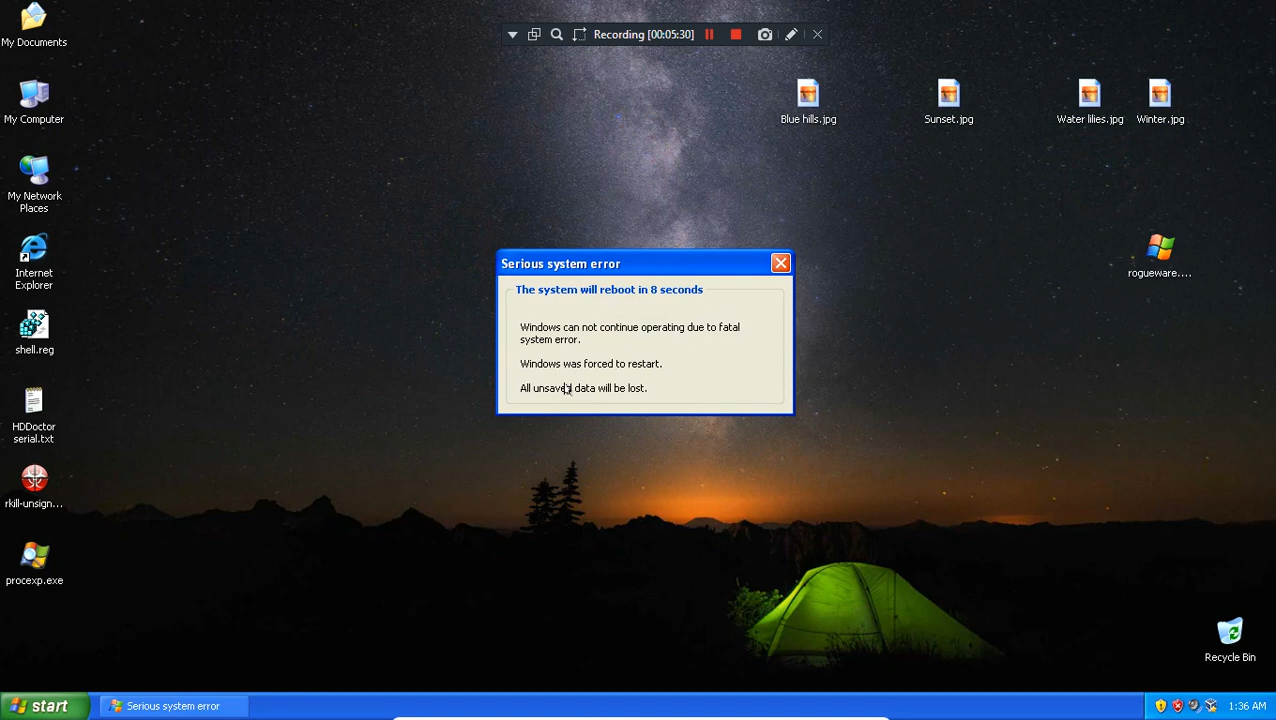 Recording [00:05:30]
My Documents
My Computer
My Network
Places
Internet
Explorer
shell.reg
HDDoctor
serial.txt
rkill-unsign...
procexp.exe
Blue hills.jpg
Sunset.jpg
Water lilies.jpg
Winter.jpg
rogueware....
Serious system error
The system will reboot in 8 seconds
Windows can not continue operating due to fatal
system error.
Windows was forced to restart.
All unsaved data will be lost.
Recycle Bin
start
Serious system error
1:36 AM